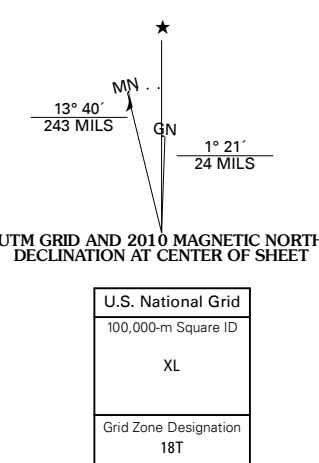 ★
MN
13° 40´
243 MILS
GN
1° 21´
24 MILS
UTM GRID AND 2010 MAGNETIC NORTH
DECLINATION AT CENTER OF SHEET
U.S. National Grid
100,000-m Square ID
XL
Grid Zone Designation
18T